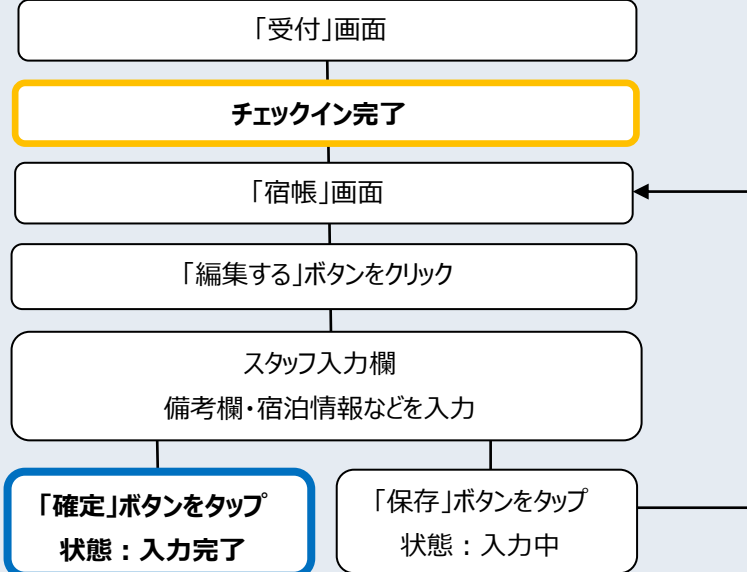 「受付」画面
チェックイン完了
「宿帳」画面
「編集する」ボタンをクリック
スタッフ入力欄
備考欄・宿泊情報などを入力
「確定」ボタンをタップ
状態：入力完了
「保存」ボタンをタップ
状態：入力中